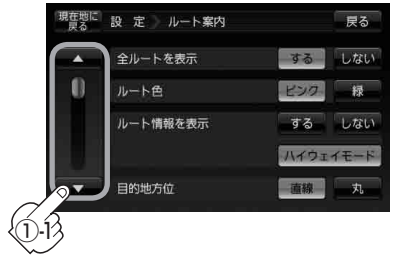 現在地に
戻る
設 定 ルート案内 戻る
▲
全ルートを表示 する しない
ルート色 ピンク 緑
ルート情報を表示 する しない
ハイウェイモード
▼
目的地方位 直線 丸
①-1